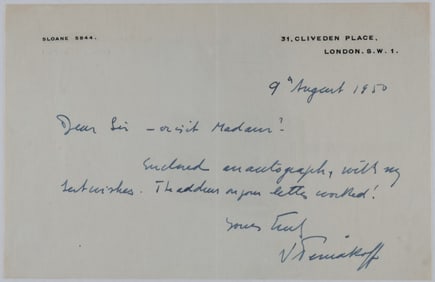 SLOANE 5844.
31, CLIVEDEN PLACE,
LONDON. S.W. 1.
9th August 1950
Dear Sir — or is it Madam?
Enclosed an autograph, with my
best wishes. The address on your letter worked!
Yours truly
V Peniakoff